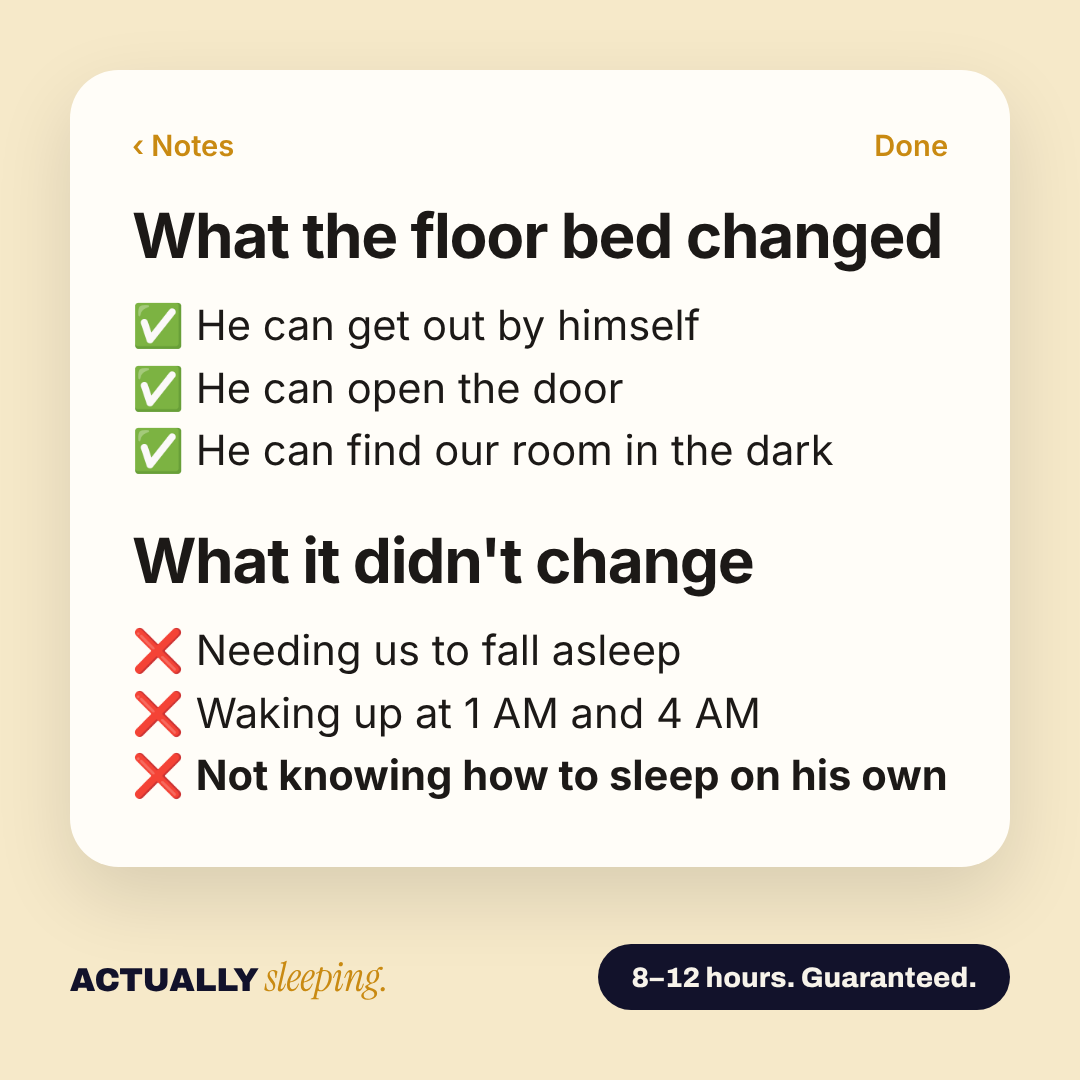 ‹ Notes
Done
What the floor bed changed
✅ He can get out by himself
✅ He can open the door
✅ He can find our room in the dark
What it didn't change
❌ Needing us to fall asleep
❌ Waking up at 1 AM and 4 AM
❌ Not knowing how to sleep on his own
ACTUALLY sleeping.
8–12 hours. Guaranteed.